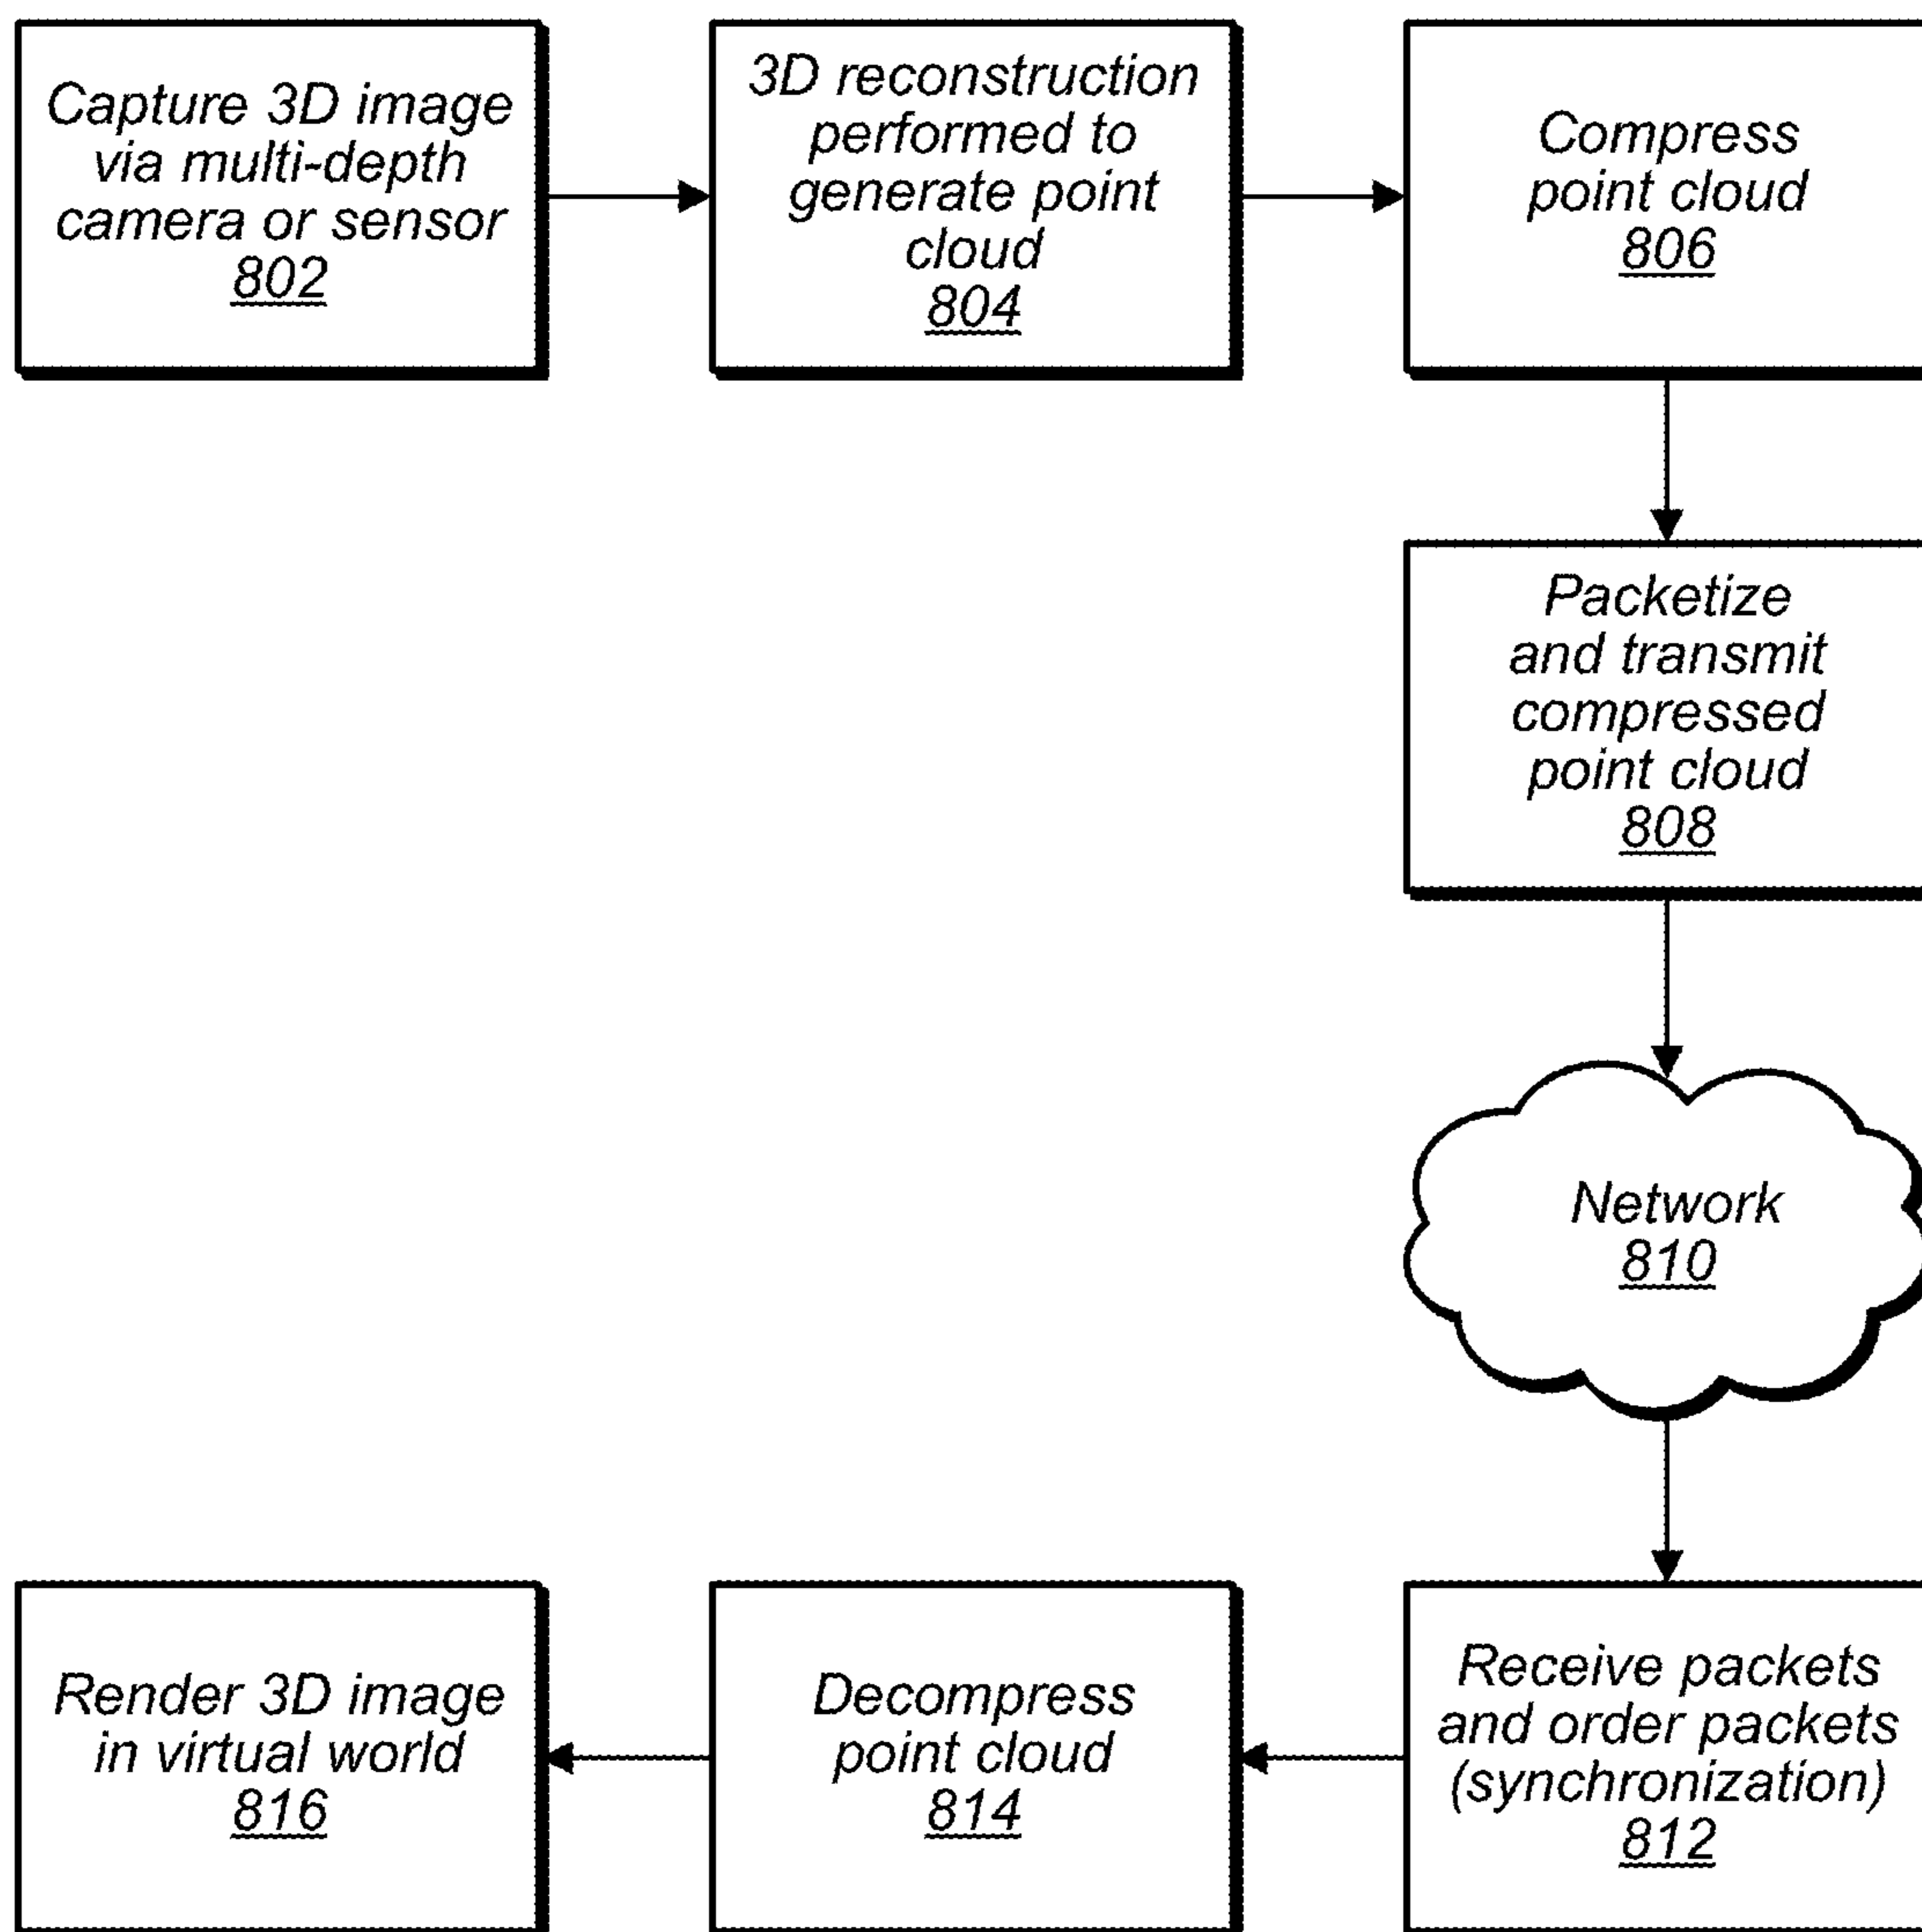 Capture 3D image
via multi-depth
camera or sensor
802
3D reconstruction
performed to
generate point
cloud
804
Compress
point cloud
806
Packetize
and transmit
compressed
point cloud
808
Network
810
Receive packets
and order packets
(synchronization)
812
Decompress
point cloud
814
Render 3D image
in virtual world
816